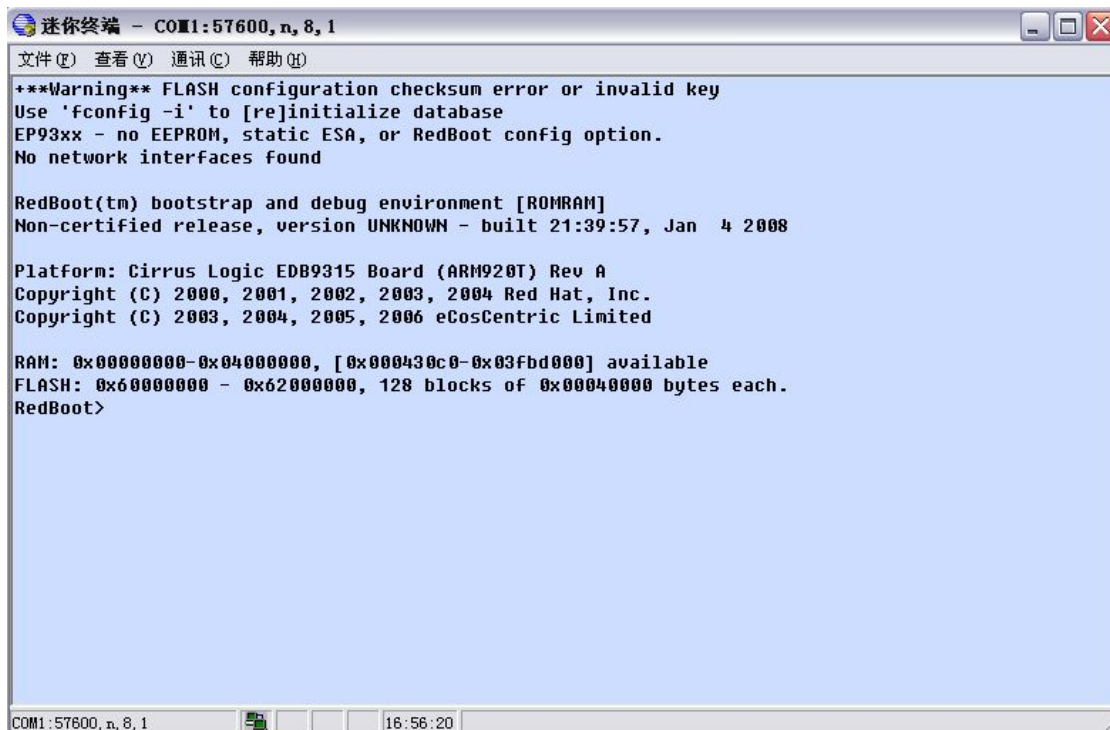 迷你终端 - COM1:57600,n,8,1
文件(F) 查看(V) 通讯(C) 帮助(H)
+**Warning** FLASH configuration checksum error or invalid key
Use 'fconfig -i' to [re]initialize database
EP93xx - no EEPROM, static ESA, or RedBoot config option.
No network interfaces found
RedBoot(tm) bootstrap and debug environment [ROMRAM]
Non-certified release, version UNKNOWN - built 21:39:57, Jan  4 2008
Platform: Cirrus Logic EDB9315 Board (ARM920T) Rev A
Copyright (C) 2000, 2001, 2002, 2003, 2004 Red Hat, Inc.
Copyright (C) 2003, 2004, 2005, 2006 eCosCentric Limited
RAM: 0x00000000-0x04000000, [0x000430c0-0x03fbd000] available
FLASH: 0x60000000 - 0x62000000, 128 blocks of 0x00040000 bytes each.
RedBoot>
COM1:57600,n,8,1 16:56:20